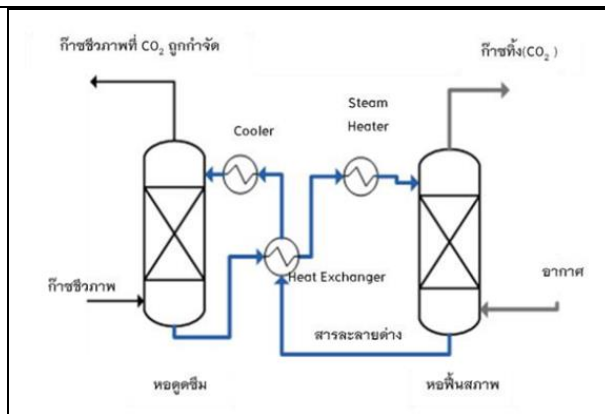 ก๊าซชีวภาพที่ CO₂ ถูกกำจัด
ก๊าซทิ้ง(CO₂ )
Steam
Heater
Cooler
Heat Exchanger
ก๊าซชีวภาพ
อากาศ
สารละลายด่าง
หอดูดซึม
หอฟื้นสภาพ